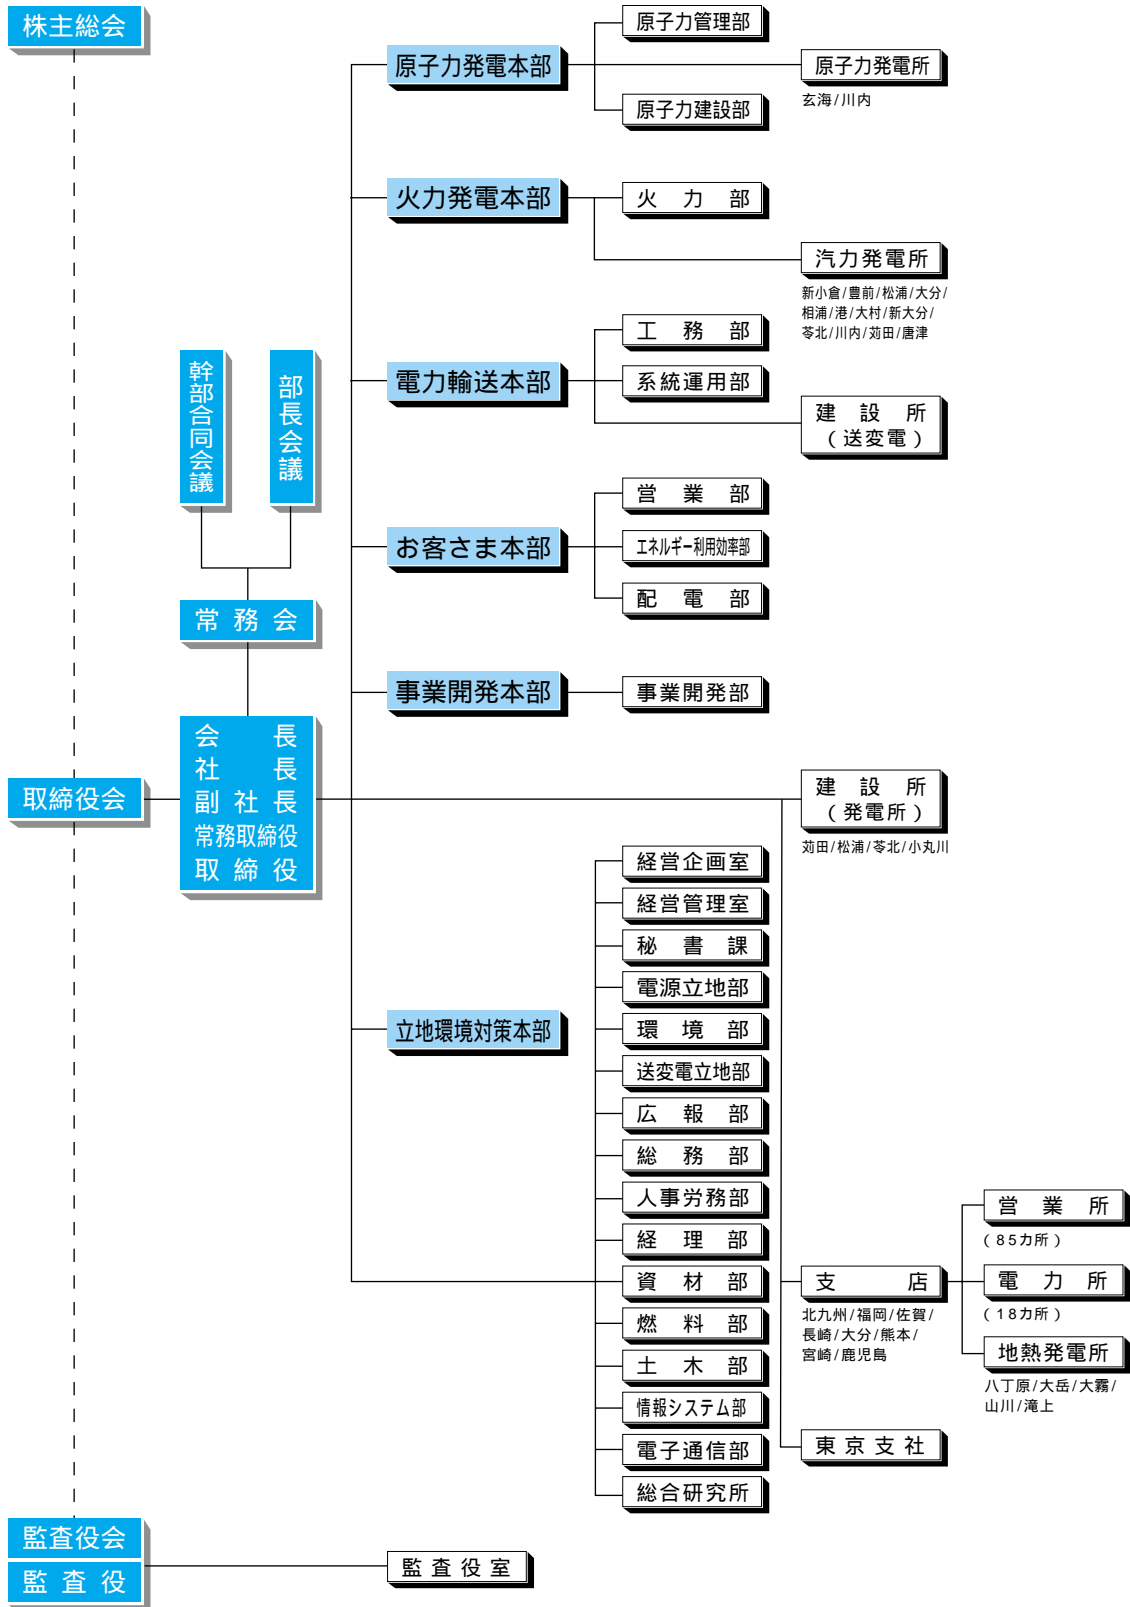 株主総会
原子力管理部
原子力発電本部
原子力発電所
玄海/川内
原子力建設部
火力発電本部
火力部
汽力発電所
新小倉/豊前/松浦/大分/
相浦/港/大村/新大分/
苓北/川内/苅田/唐津
工務部
電力輸送本部
系統運用部
建設所
（送変電）
幹部合同会議
部長会議
営業部
お客さま本部
エネルギー利用効率部
配電部
常務会
事業開発本部
事業開発部
取締役会
会長
社長
副社長
常務取締役
取締役
建設所
（発電所）
苅田/松浦/苓北/小丸川
経営企画室
経営管理室
秘書課
電源立地部
立地環境対策本部
環境部
送変電立地部
広報部
総務部
人事労務部
経理部
資材部
燃料部
土木部
情報システム部
電子通信部
総合研究所
支店
北九州/福岡/佐賀/
長崎/大分/熊本/
宮崎/鹿児島
営業所
（85カ所）
電力所
（18カ所）
地熱発電所
八丁原/大岳/大霧/
山川/滝上
東京支社
監査役会
監査役
監査役室